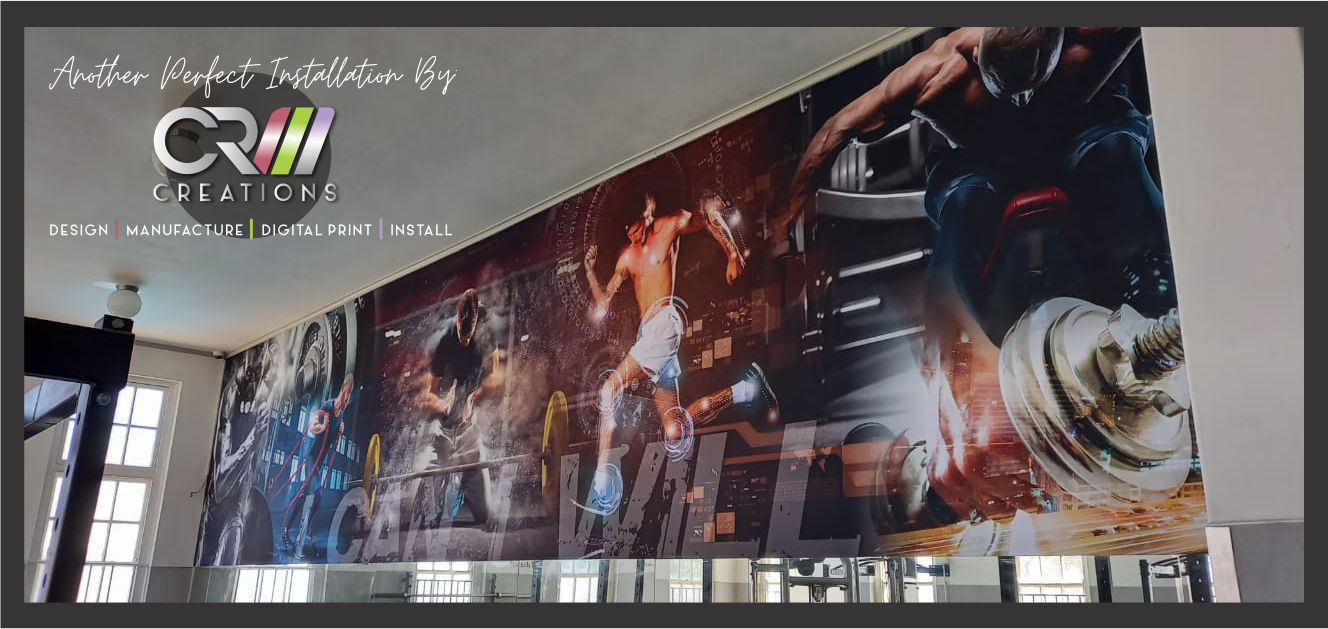 Another Perfect Installation By:
CR
CREATIONS
DESIGN | MANUFACTURE | DIGITAL PRINT | INSTALL
I CAN I WILL